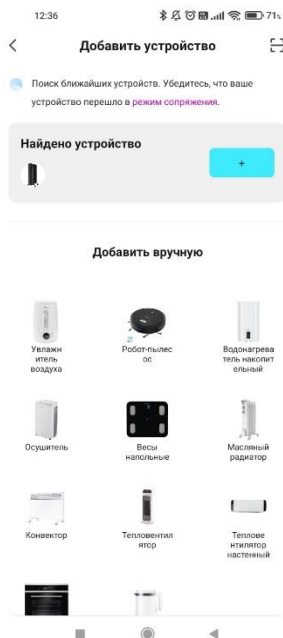 12:36
71%
Добавить устройство
Поиск ближайших устройств. Убедитесь, что ваше
устройство перешло в режим сопряжения.
Найдено устройство
+
Добавить вручную
Увлажн
итель
воздуха
Робот-пылес
ос
Водонагрева
тель накопит
ельный
Осушитель
Весы
напольные
Масляный
радиатор
Конвектор
Тепловентил
ятор
Теплове
нтилятор
настенный